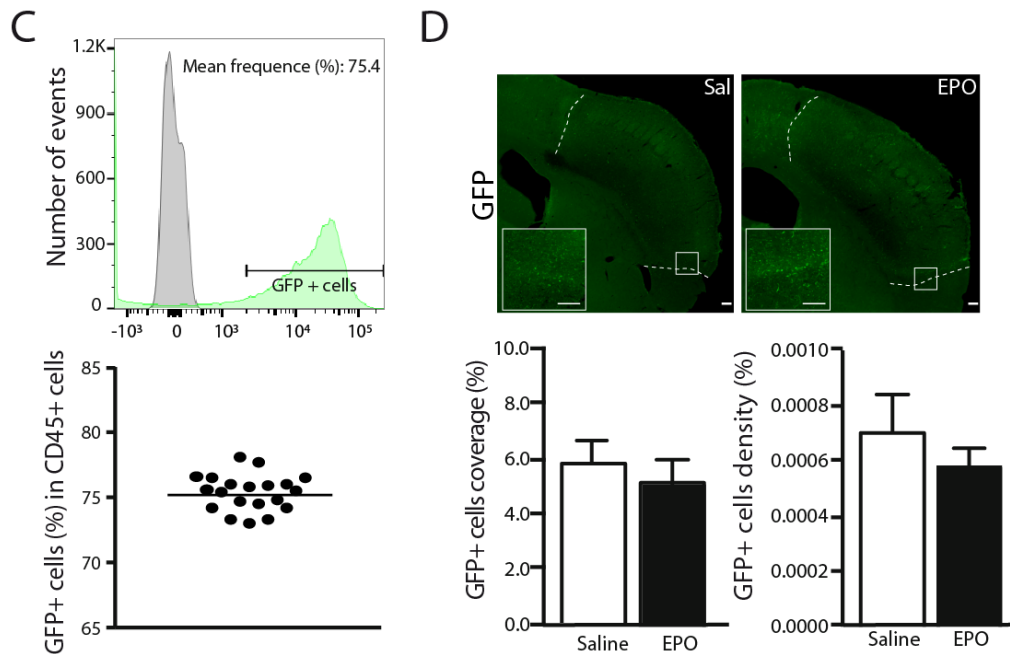 C
Number of events
1.2K
900
600
300
0
Mean frequence (%): 75.4
GFP + cells
-10³ 0 10³ 10⁴ 10⁵
GFP+ cells (%) in CD45+ cells
85
80
75
70
65
D
GFP
Sal
EPO
GFP+ cells coverage (%)
10.0
8.0
6.0
4.0
2.0
0.0
Saline EPO
GFP+ cells density (%)
0.0010
0.0008
0.0006
0.0004
0.0002
0.0000
Saline EPO